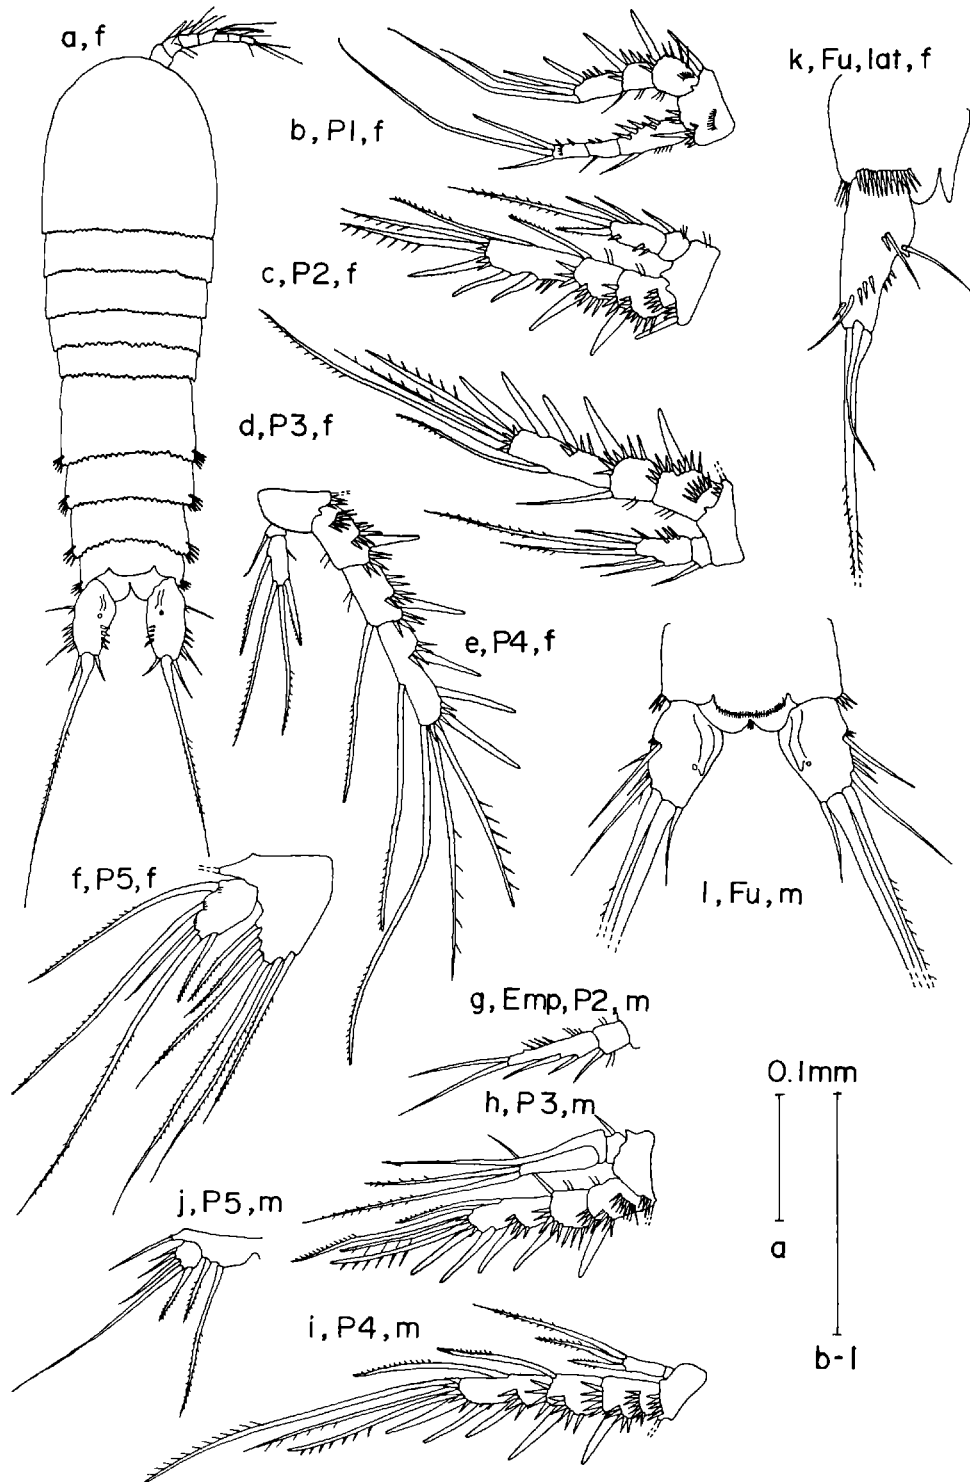 a, f
b, P1, f
k, Fu, lat, f
c, P2, f
d, P3, f
e, P4, f
f, P5, f
l, Fu, m
g, Emp, P2, m
0.1mm
h, P3, m
j, P5, m
a
i, P4, m
b-l